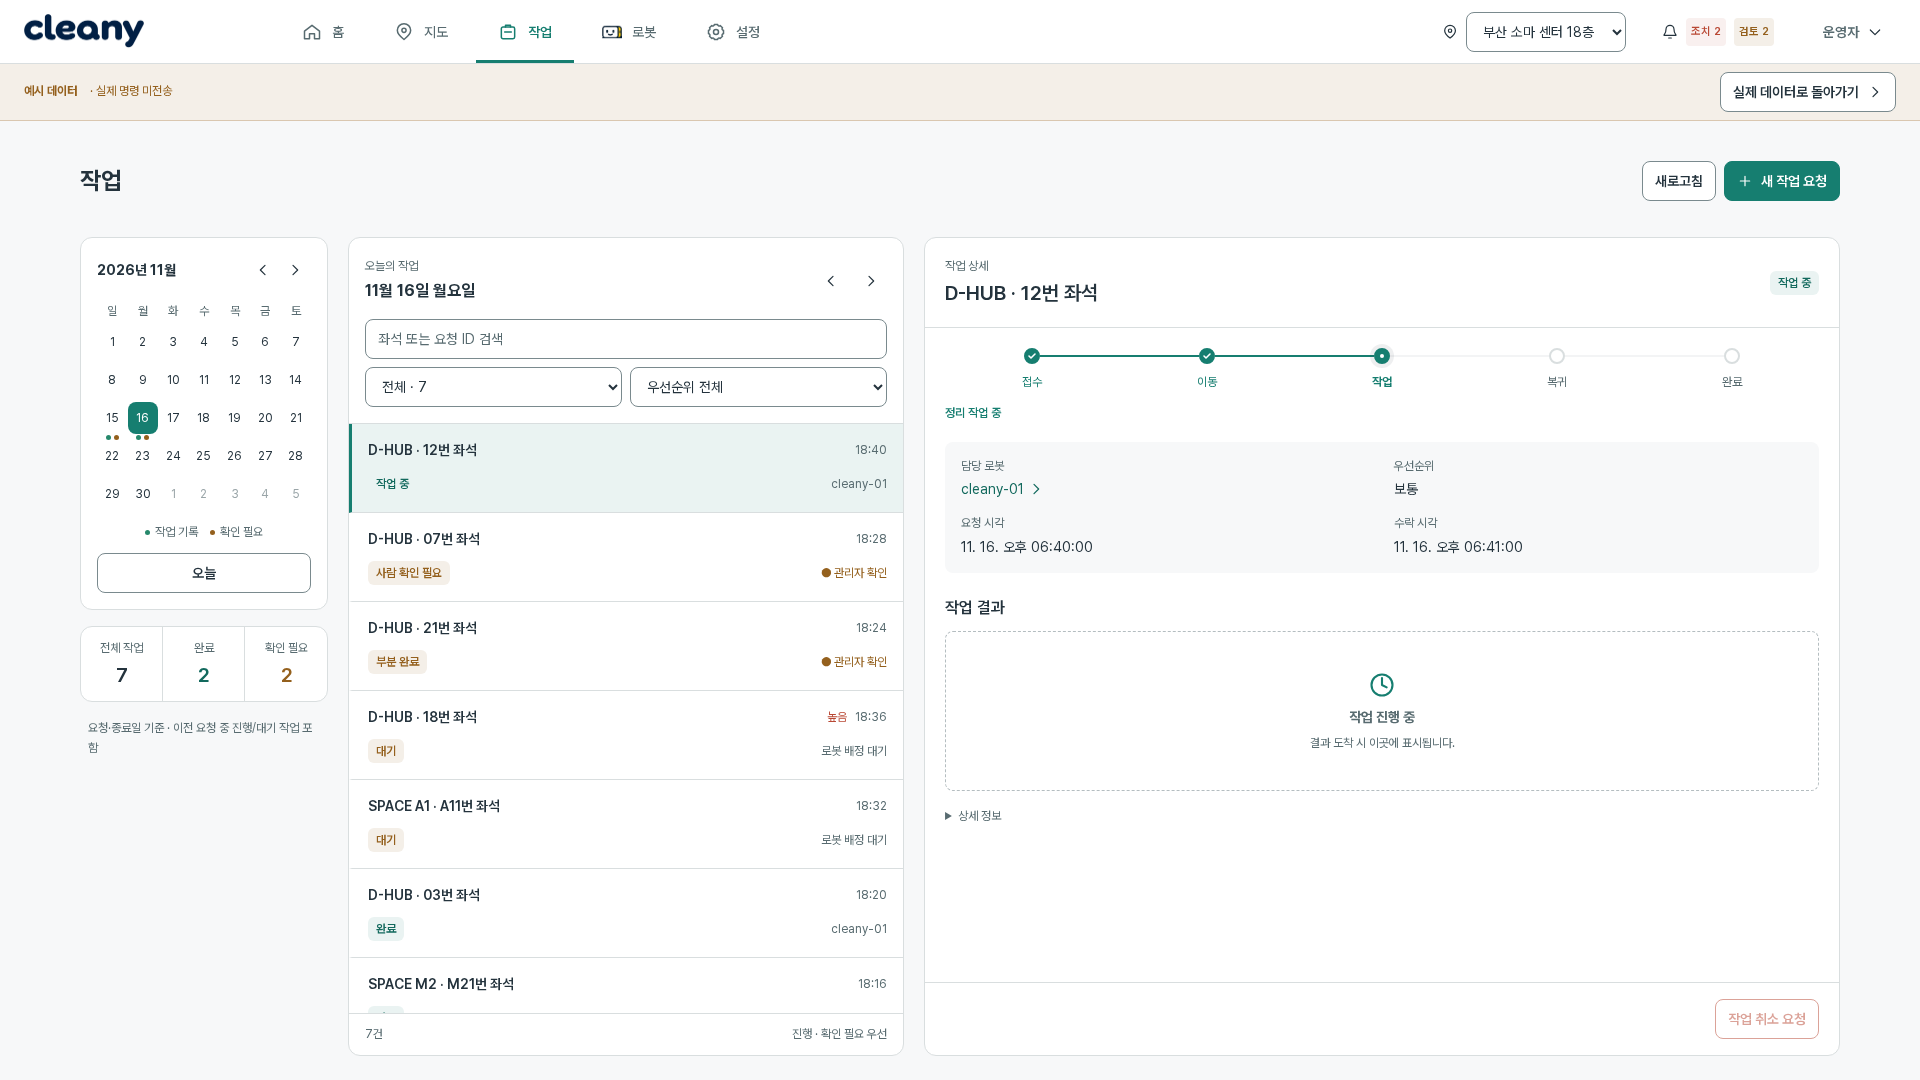 cleany
홈
지도
작업
로봇
설정
부산 소마 센터 18층
조치 2
검토 2
운영자
예시 데이터 · 실제 명령 미전송
실제 데이터로 돌아가기
작업
새로고침
새 작업 요청
2026년 11월
일 월 화 수 목 금 토
1 2 3 4 5 6 7
8 9 10 11 12 13 14
15 16 17 18 19 20 21
22 23 24 25 26 27 28
29 30 1 2 3 4 5
작업 기록 확인 필요
오늘
전체 작업 완료 확인 필요
7 2 2
요청·종료일 기준 · 이전 요청 중 진행/대기 작업 포
함
오늘의 작업
11월 16일 월요일
좌석 또는 요청 ID 검색
전체 · 7
우선순위 전체
D-HUB · 12번 좌석 18:40
작업 중 cleany-01
D-HUB · 07번 좌석 18:28
사람 확인 필요 관리자 확인
D-HUB · 21번 좌석 18:24
부분 완료 관리자 확인
D-HUB · 18번 좌석 높음 18:36
대기 로봇 배정 대기
SPACE A1 · A11번 좌석 18:32
대기 로봇 배정 대기
D-HUB · 03번 좌석 18:20
완료 cleany-01
SPACE M2 · M21번 좌석 18:16
7건 진행 · 확인 필요 우선
작업 상세
D-HUB · 12번 좌석
작업 중
접수 이동 작업 복귀 완료
정리 작업 중
담당 로봇 우선순위
cleany-01 보통
요청 시각 수락 시각
11. 16. 오후 06:40:00 11. 16. 오후 06:41:00
작업 결과
작업 진행 중
결과 도착 시 이곳에 표시됩니다.
상세 정보
작업 취소 요청